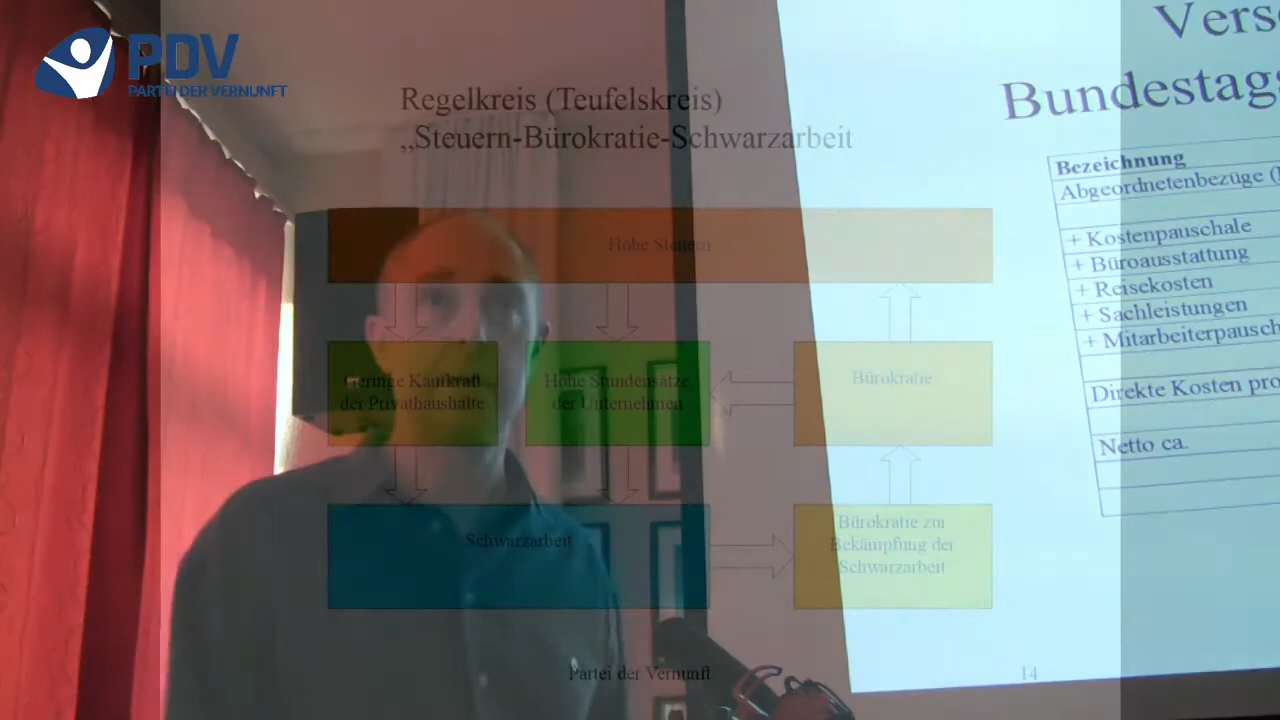 PDV
PARTEI DER VERNUNFT
Regelkreis (Teufelskreis)
„Steuern-Bürokratie-Schwarzarbeit
Hohe Steuern
Geringe Kaufkraft
der Privathaushalte
Hohe Stundensätze
der Unternehmen
Bürokratie
Schwarzarbeit
Bürokratie zur
Bekämpfung der
Schwarzarbeit
Partei der Vernunft
14
Bundestags
Bezeichnung
Abgeordnetenbezüge
+ Kostenpauschale
+ Büroausstattung
+ Reisekosten
+ Sachleistungen
+ Mitarbeiterpausch
Direkte Kosten pro
Netto ca.